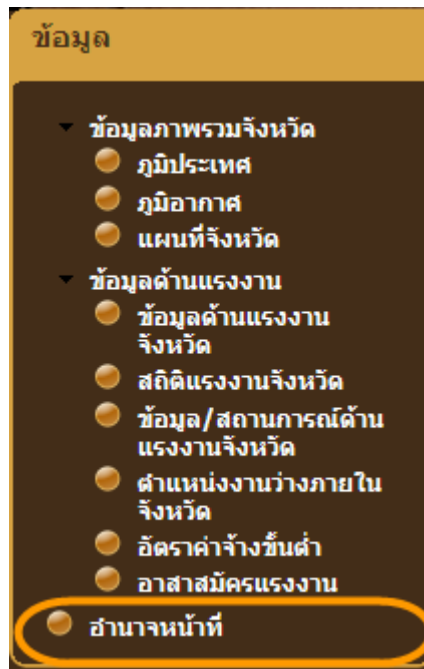 ข้อมูล
ข้อมูลภาพรวมจังหวัด
ภูมิประเทศ
ภูมิอากาศ
แผนที่จังหวัด
ข้อมูลด้านแรงงาน
ข้อมูลด้านแรงงาน
จังหวัด
สถิติแรงงานจังหวัด
ข้อมูล/สถานการณ์ด้าน
แรงงานจังหวัด
ตำแหน่งงานว่างภายใน
จังหวัด
อัตราค่าจ้างขั้นต่ำ
อาสาสมัครแรงงาน
อำนาจหน้าที่